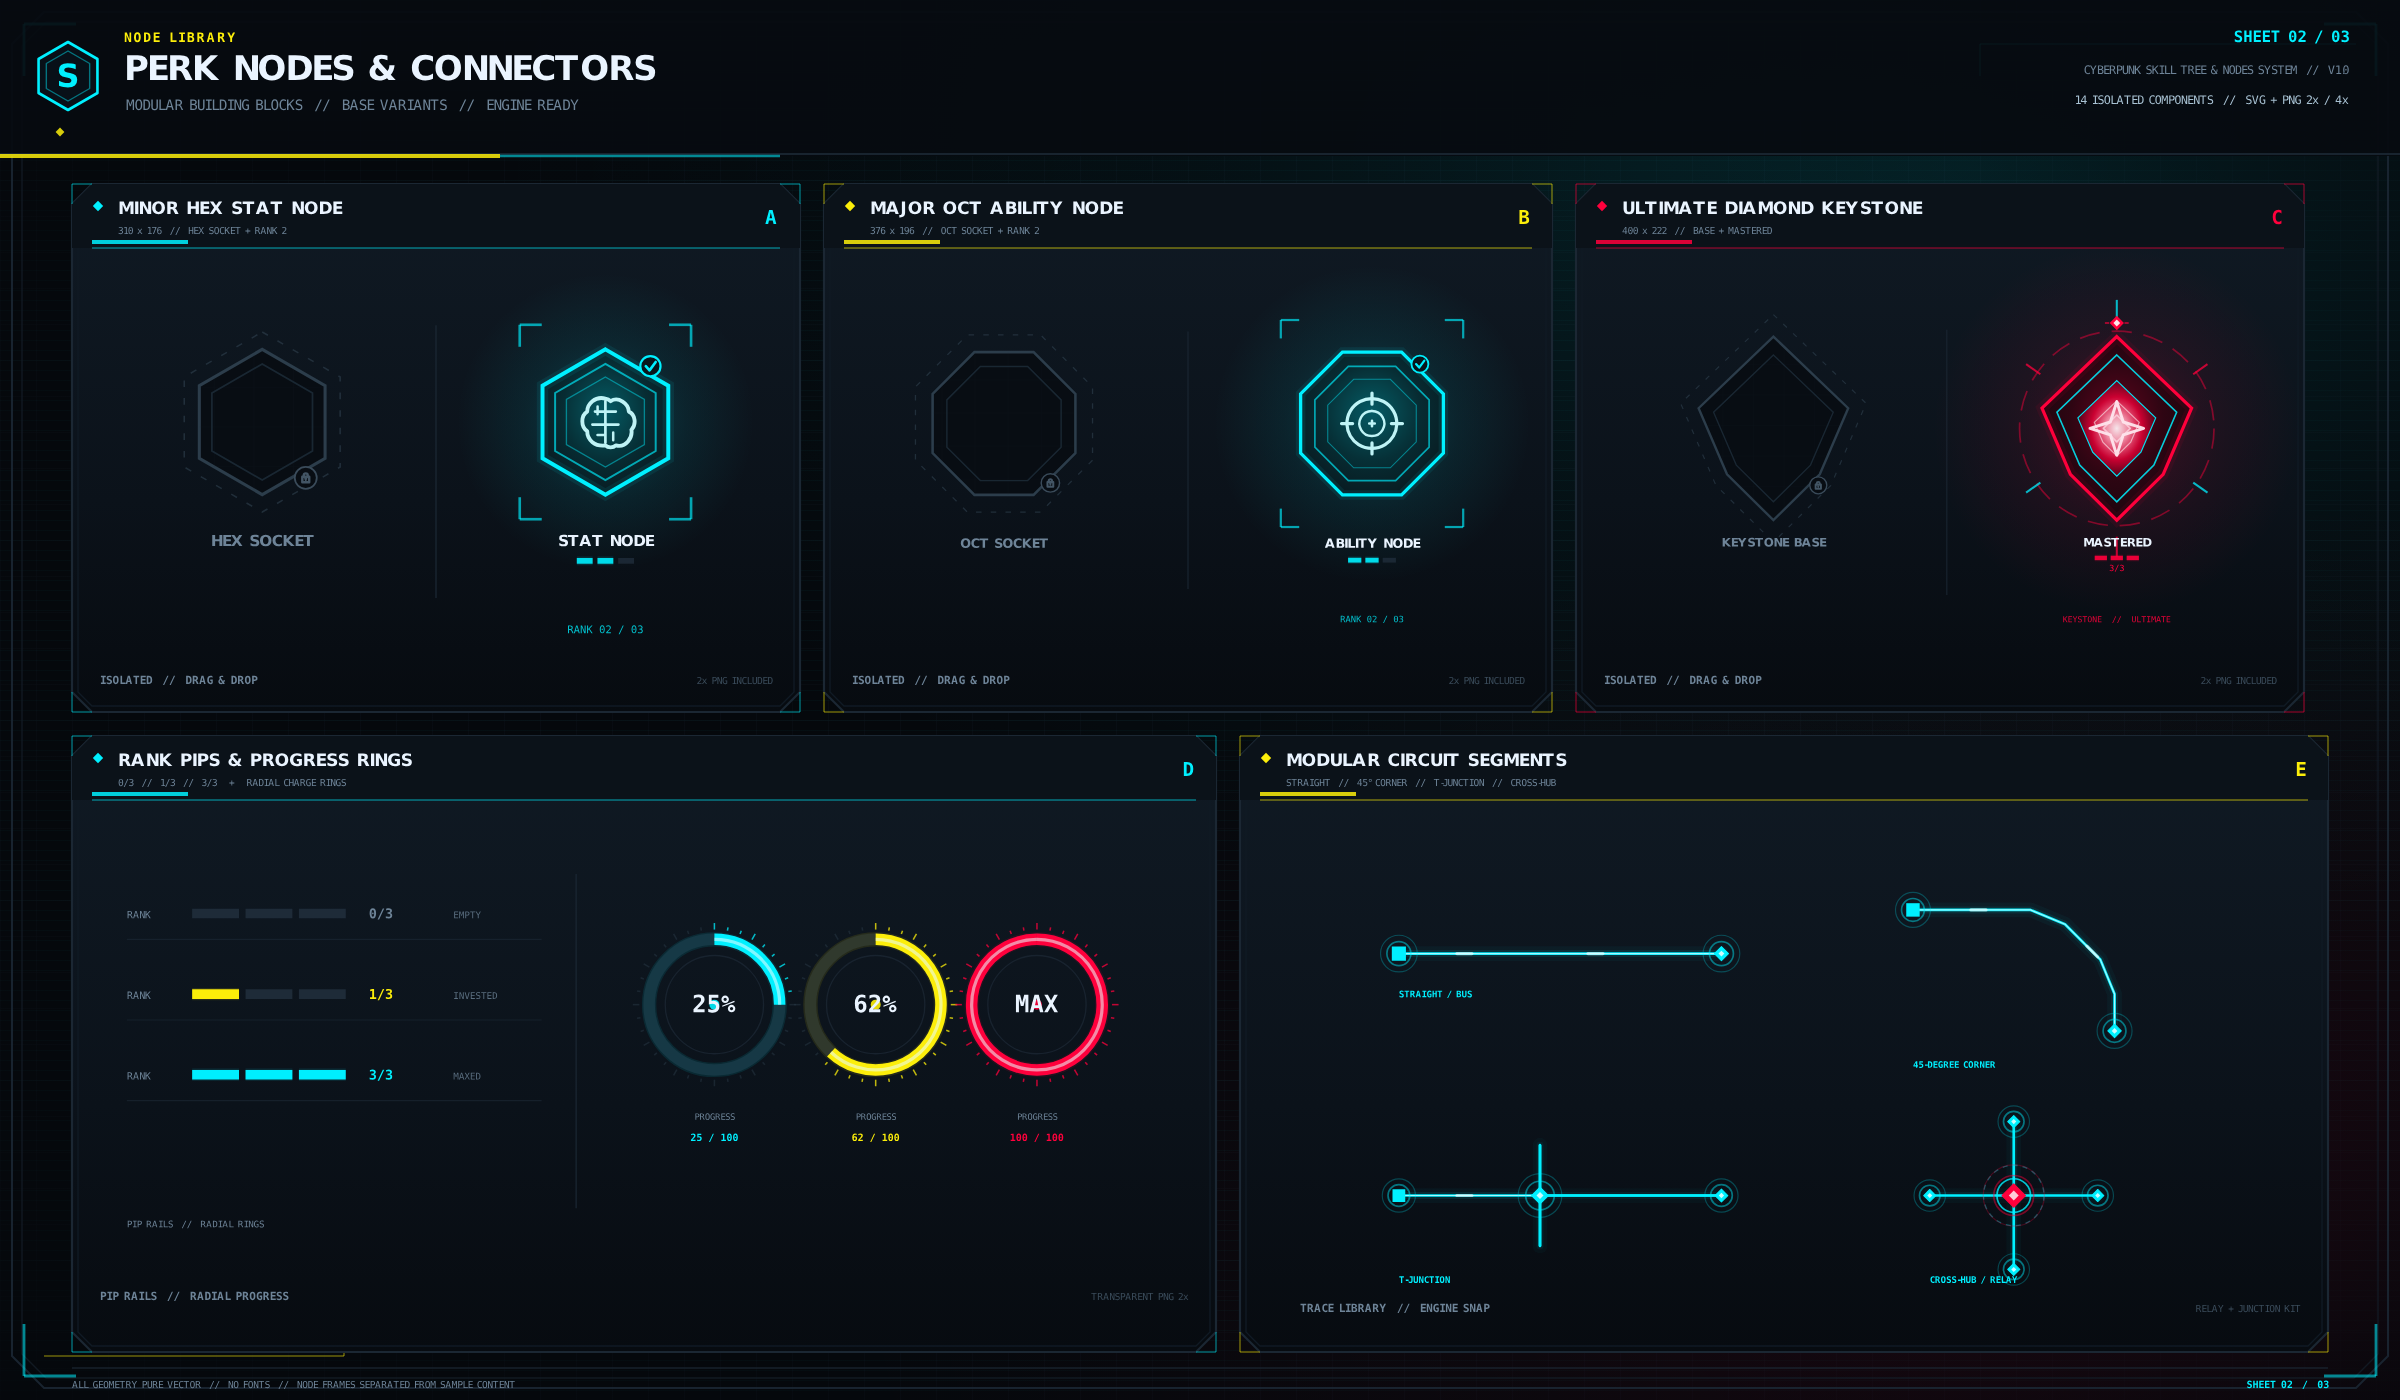 S
NODE LIBRARY
PERK NODES & CONNECTORS
MODULAR BUILDING BLOCKS // BASE VARIANTS // ENGINE READY
SHEET 02 / 03
CYBERPUNK SKILL TREE & NODES SYSTEM // V10
14 ISOLATED COMPONENTS // SVG + PNG 2x / 4x
MINOR HEX STAT NODE
310 x 176 // HEX SOCKET + RANK 2
A
HEX SOCKET
STAT NODE
RANK 02 / 03
ISOLATED // DRAG & DROP
2x PNG INCLUDED
MAJOR OCT ABILITY NODE
376 x 196 // OCT SOCKET + RANK 2
B
OCT SOCKET
ABILITY NODE
RANK 02 / 03
ISOLATED // DRAG & DROP
2x PNG INCLUDED
ULTIMATE DIAMOND KEYSTONE
400 x 222 // BASE + MASTERED
C
KEYSTONE BASE
MASTERED
3/3
KEYSTONE // ULTIMATE
ISOLATED // DRAG & DROP
2x PNG INCLUDED
RANK PIPS & PROGRESS RINGS
0/3 // 1/3 // 3/3 + RADIAL CHARGE RINGS
D
RANK 0/3 EMPTY
RANK 1/3 INVESTED
RANK 3/3 MAXED
25%
62%
MAX
PROGRESS
25 / 100
PROGRESS
62 / 100
PROGRESS
100 / 100
PIP RAILS // RADIAL RINGS
PIP RAILS // RADIAL PROGRESS
TRANSPARENT PNG 2x
MODULAR CIRCUIT SEGMENTS
STRAIGHT // 45° CORNER // T-JUNCTION // CROSS-HUB
E
STRAIGHT / BUS
45-DEGREE CORNER
T-JUNCTION
CROSS-HUB / RELAY
TRACE LIBRARY // ENGINE SNAP
RELAY + JUNCTION KIT
ALL GEOMETRY PURE VECTOR // NO FONTS // NODE FRAMES SEPARATED FROM SAMPLE CONTENT
SHEET 02 / 03